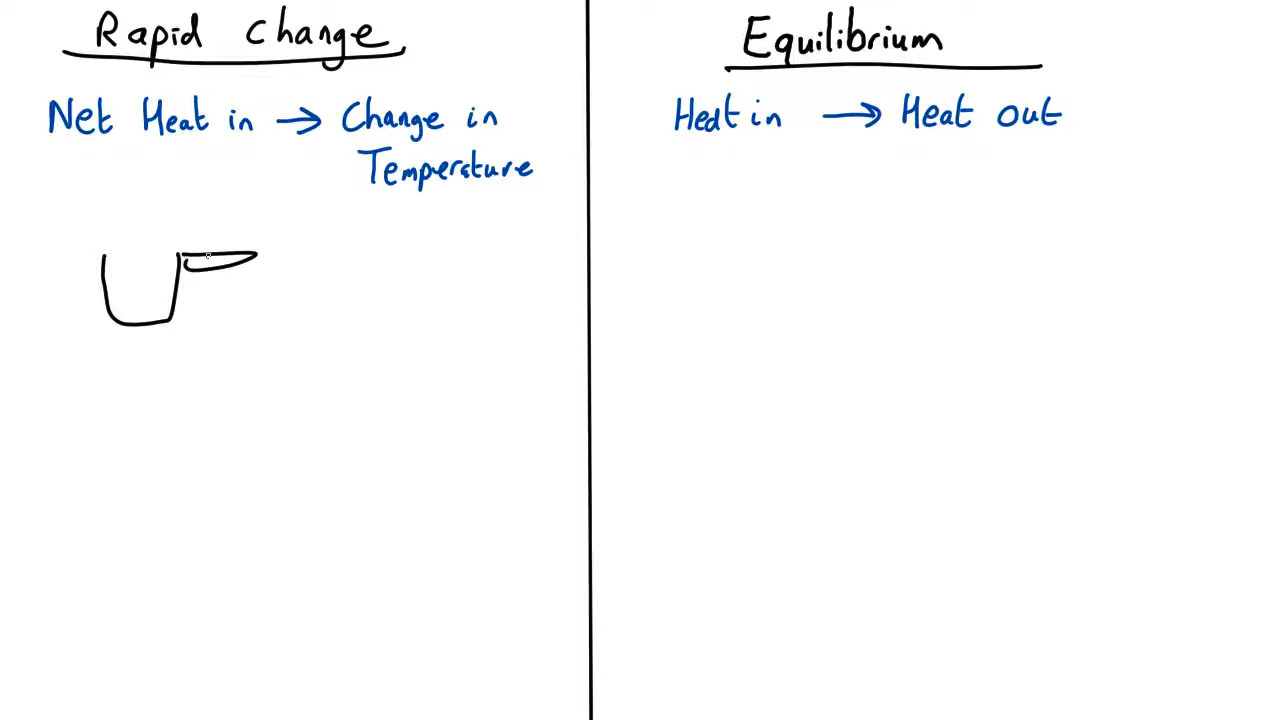 Rapid Change
Net Heat in → Change in
Temperature
Equilibrium
Heat in → Heat out